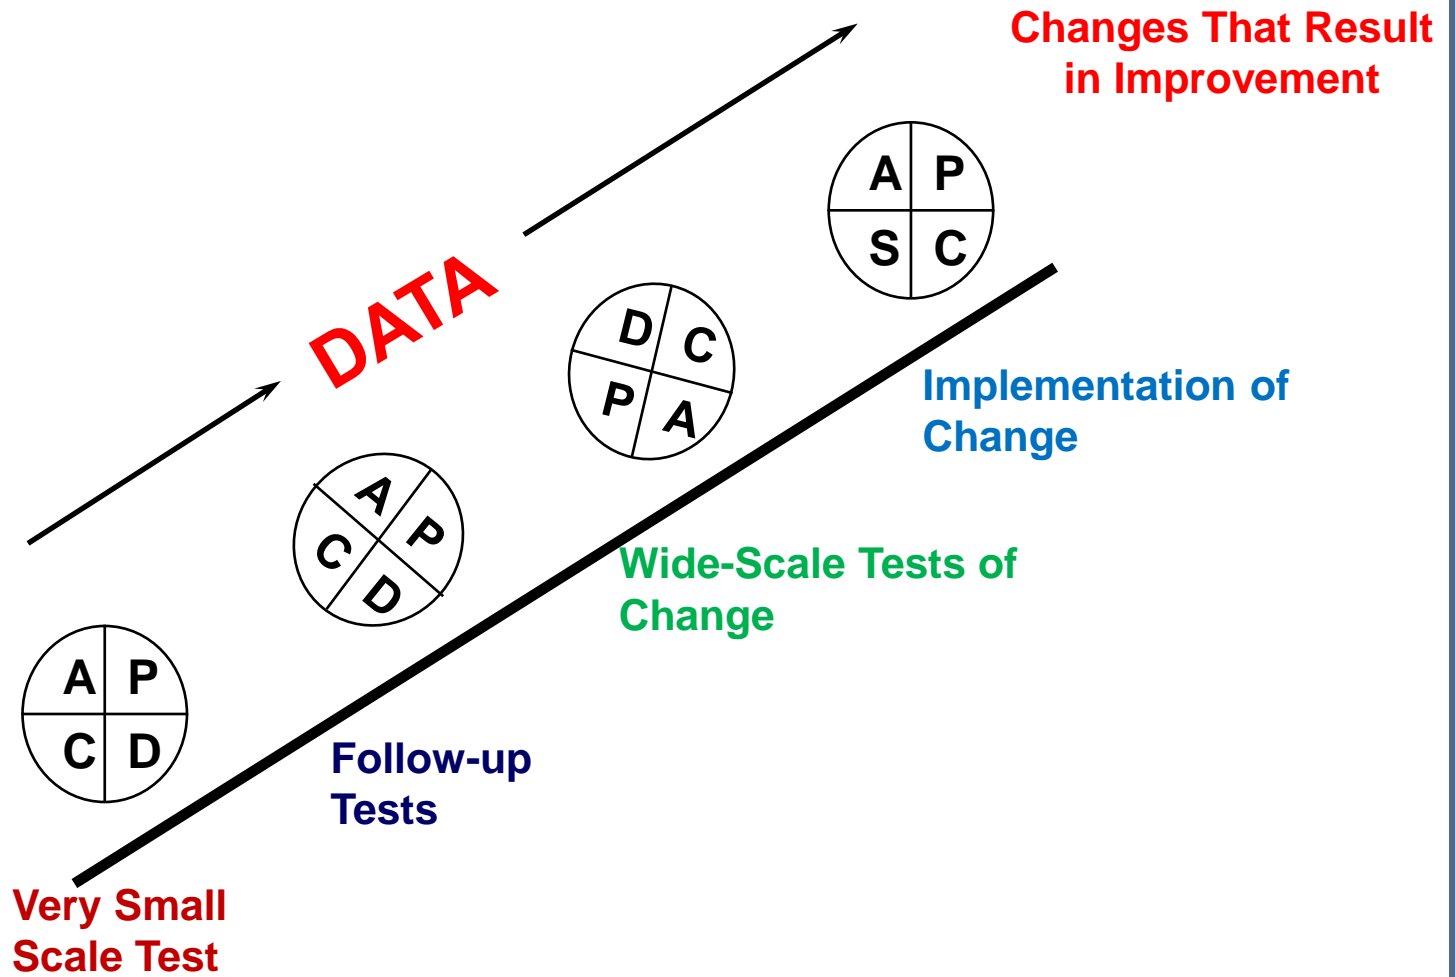 Changes That Result
in Improvement
A P
S C
DATA
D C
P A
Implementation of
Change
A P
C D
Wide-Scale Tests of
Change
A P
C D
Follow-up
Tests
Very Small
Scale Test